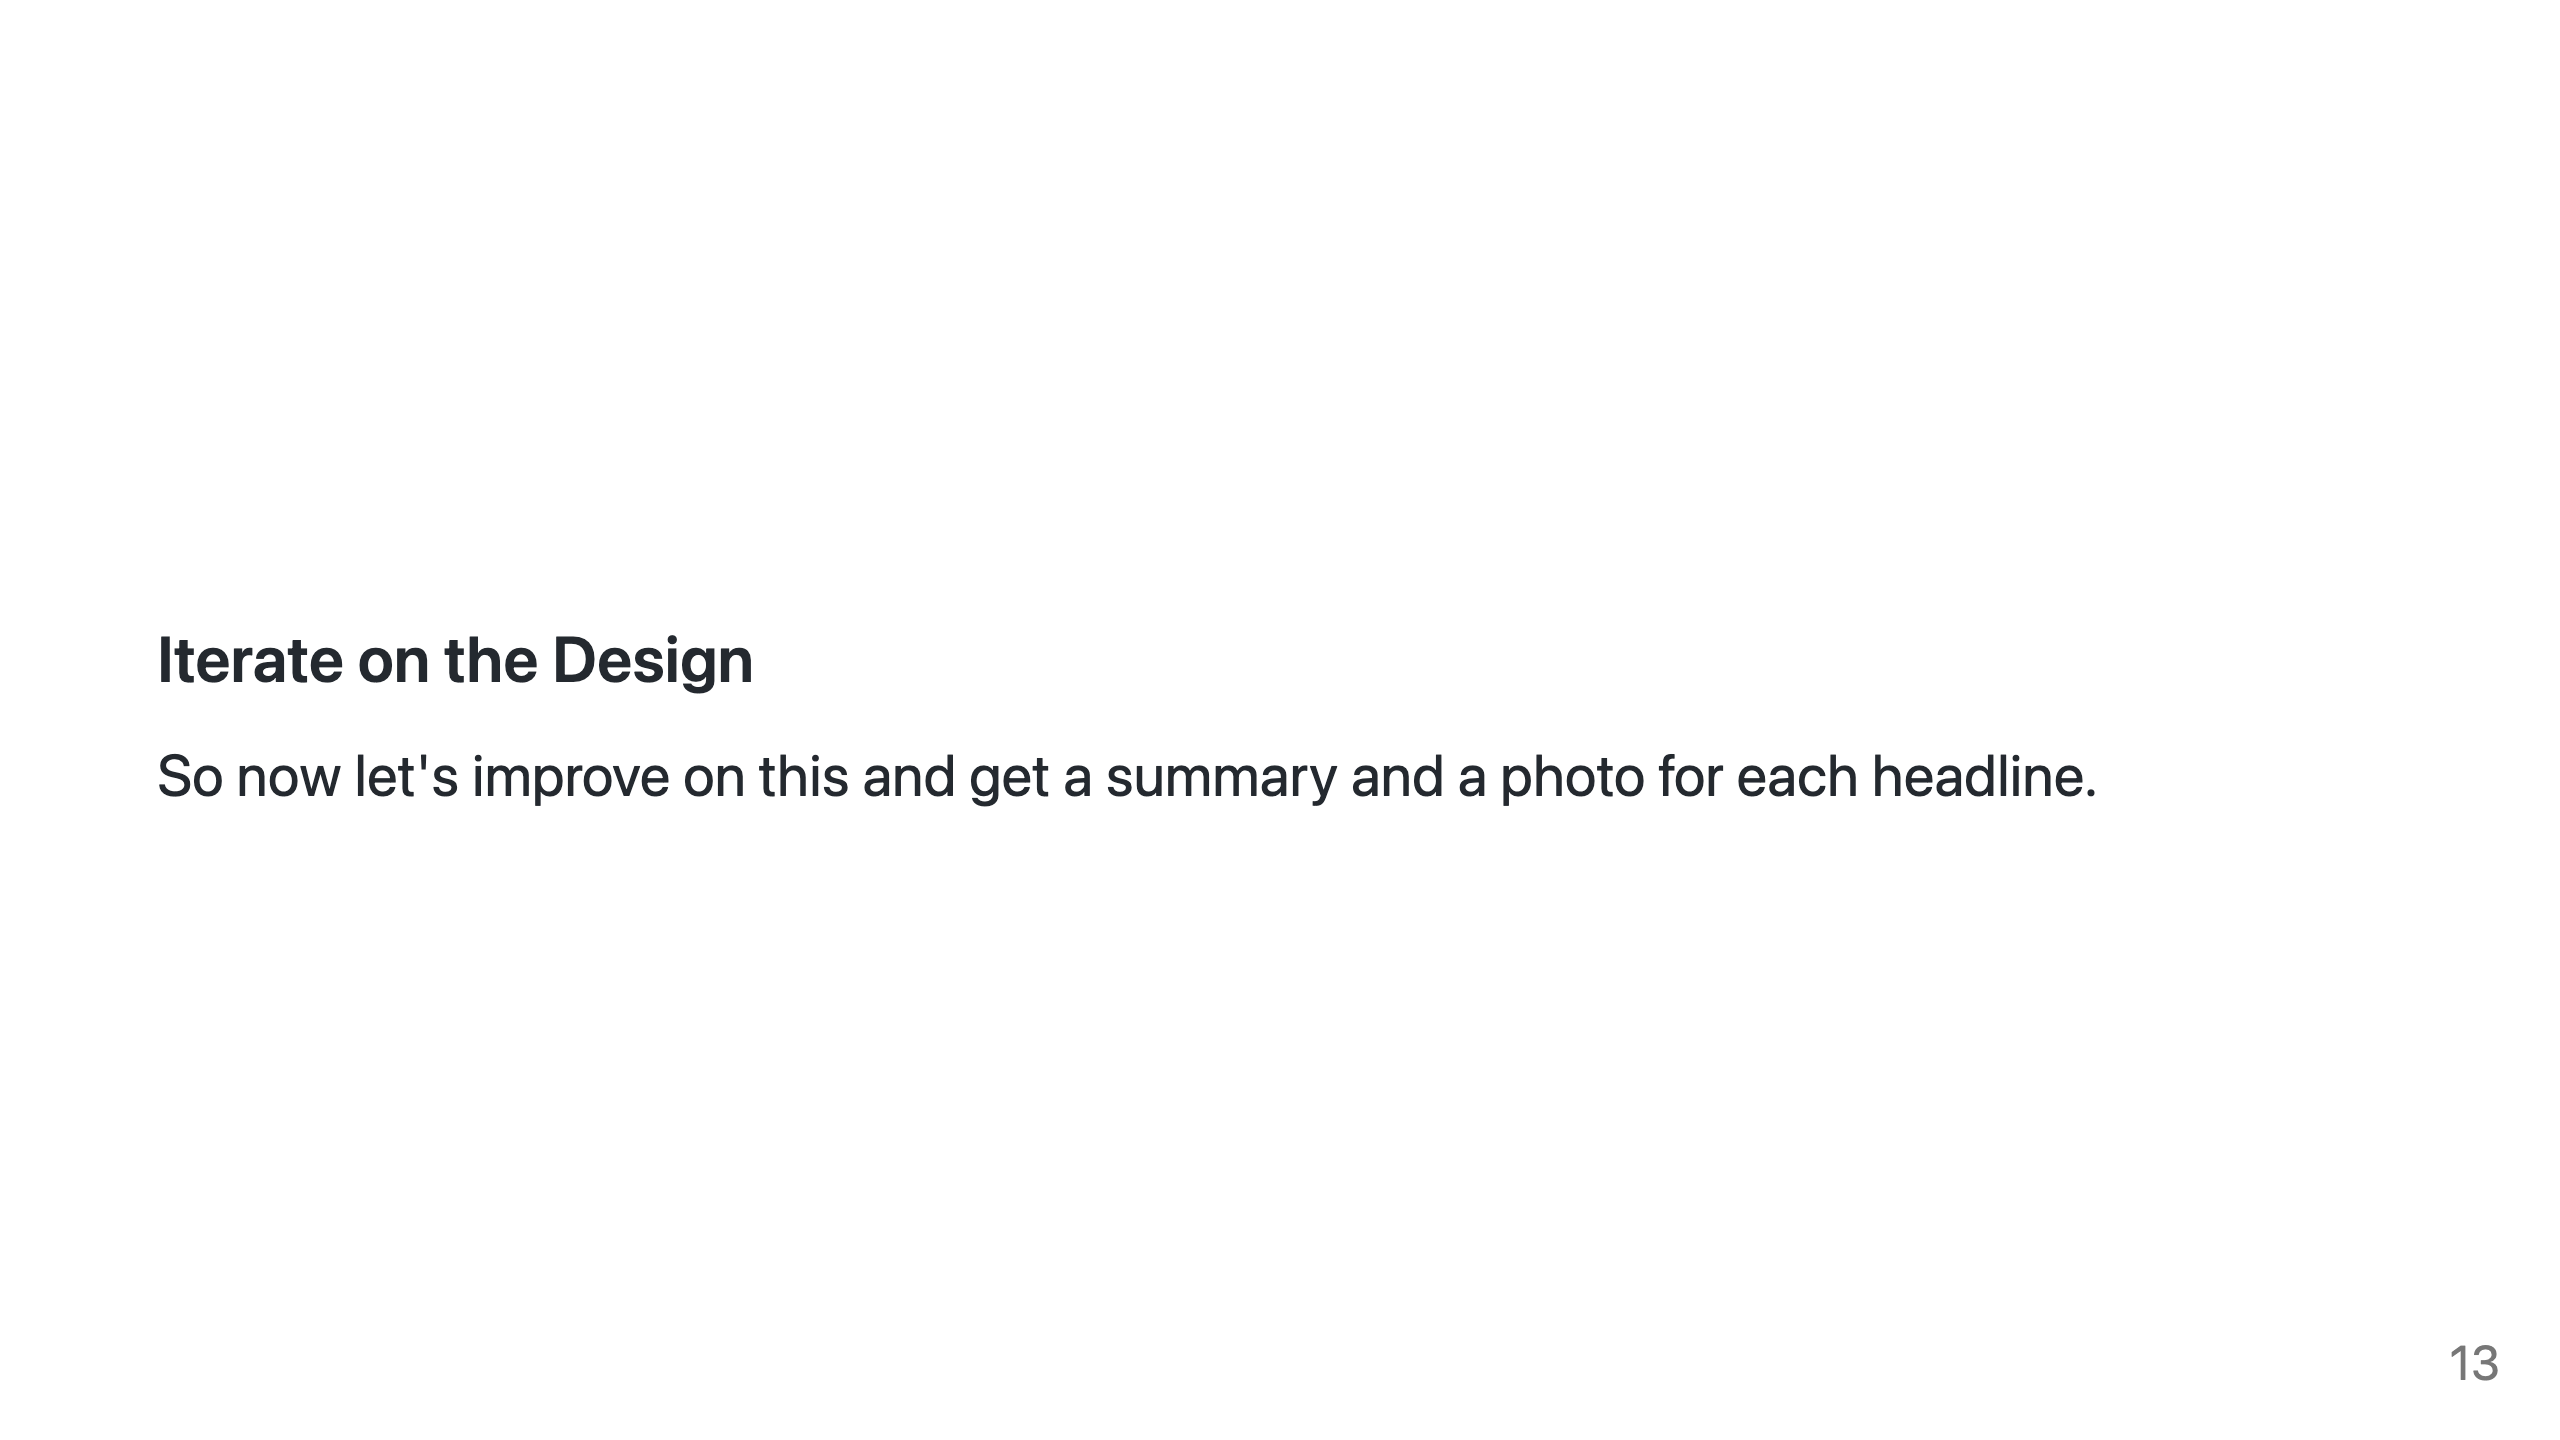 Iterate on the Design
So now let's improve on this and get a summary and a photo for each headline.
13